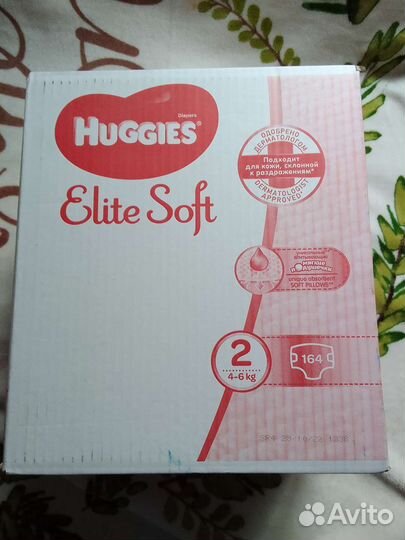 Diapers
HUGGIES®
Elite Soft
ОДОБРЕНО
ДЕРМАТОЛОГОМ
Подходит
для кожи, склонной
к раздражениям*
DERMATOLOGIST
APPROVED
мягкие
подушечки
unique absorbent
SOFT PILLOWS**
2
4-6 kg
164
Avito